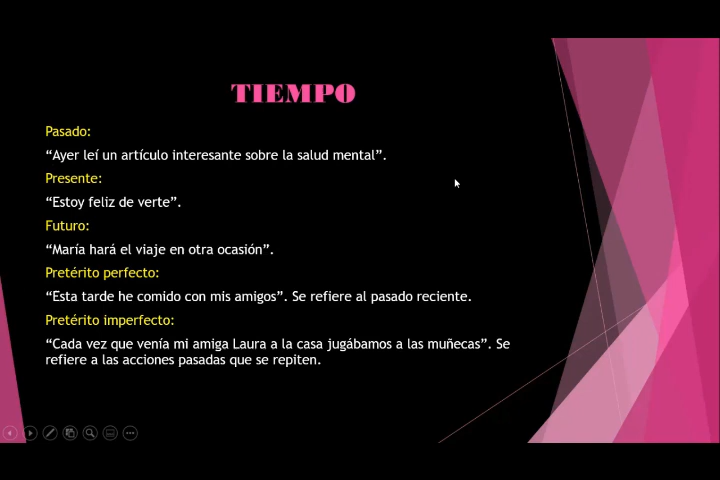 TIEMPO
Pasado:
“Ayer leí un artículo interesante sobre la salud mental”.
Presente:
“Estoy feliz de verte”.
Futuro:
“María hará el viaje en otra ocasión”.
Pretérito perfecto:
“Esta tarde he comido con mis amigos”. Se refiere al pasado reciente.
Pretérito imperfecto:
“Cada vez que venía mi amiga Laura a la casa jugábamos a las muñecas”. Se
refiere a las acciones pasadas que se repiten.